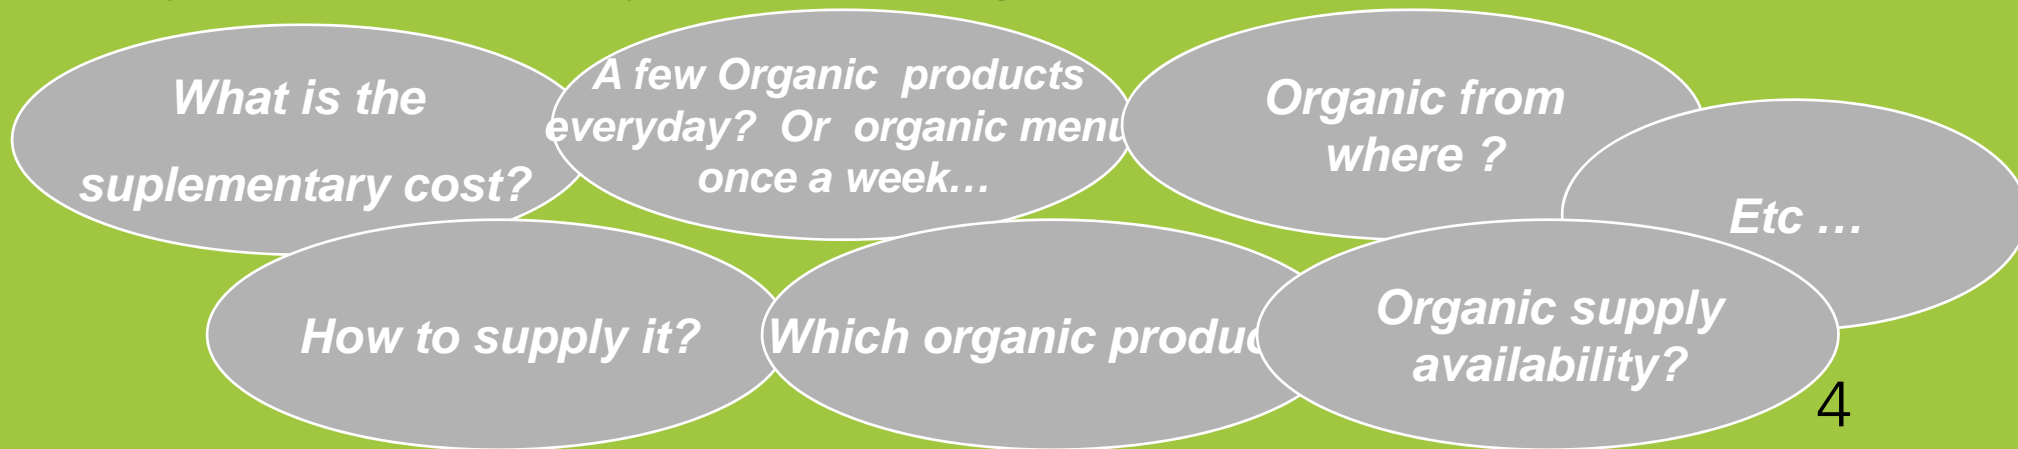 What is the
suplementary cost?
A few Organic products
everyday? Or organic menu
once a week…
Organic from
where ?
Etc …
How to supply it?
Which organic produc
Organic supply
availability?
4